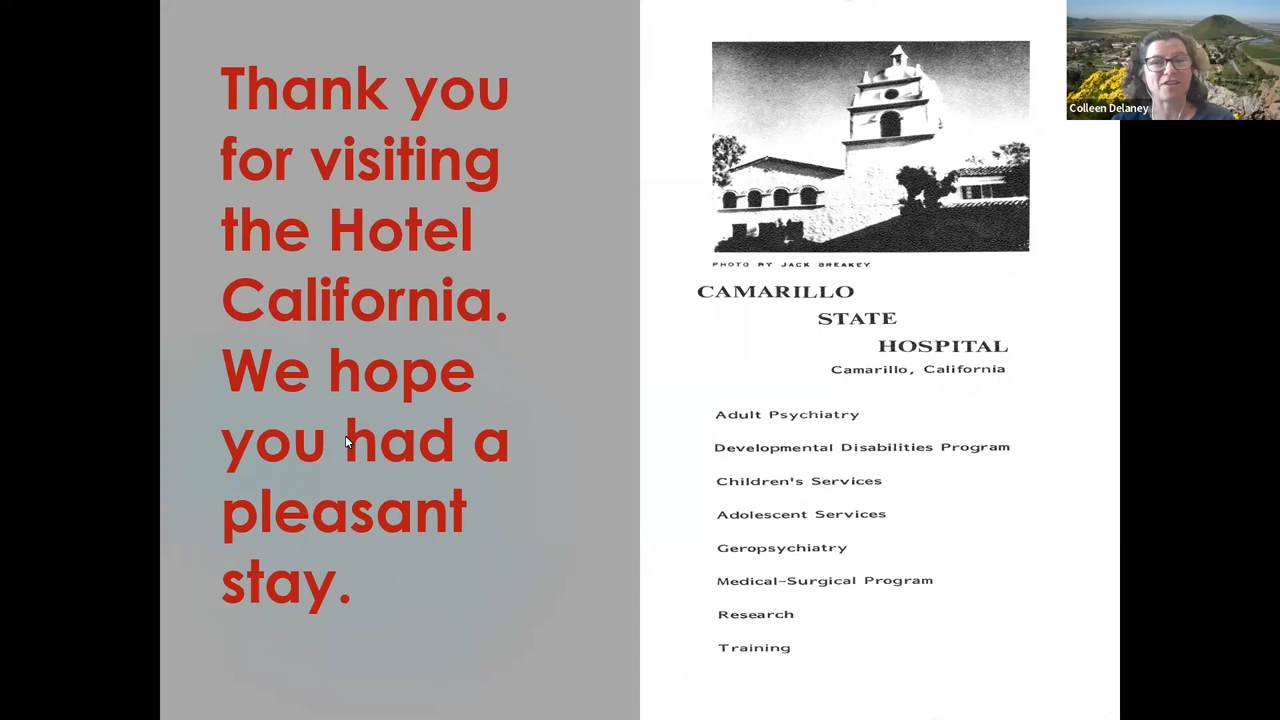 Thank you
for visiting
the Hotel
California.
We hope
you had a
pleasant
stay.
PHOTO BY JACK BREAKEY
CAMARILLO
STATE
HOSPITAL
Camarillo, California
Adult Psychiatry
Developmental Disabilities Program
Children's Services
Adolescent Services
Geropsychiatry
Medical-Surgical Program
Research
Training
Colleen Delaney